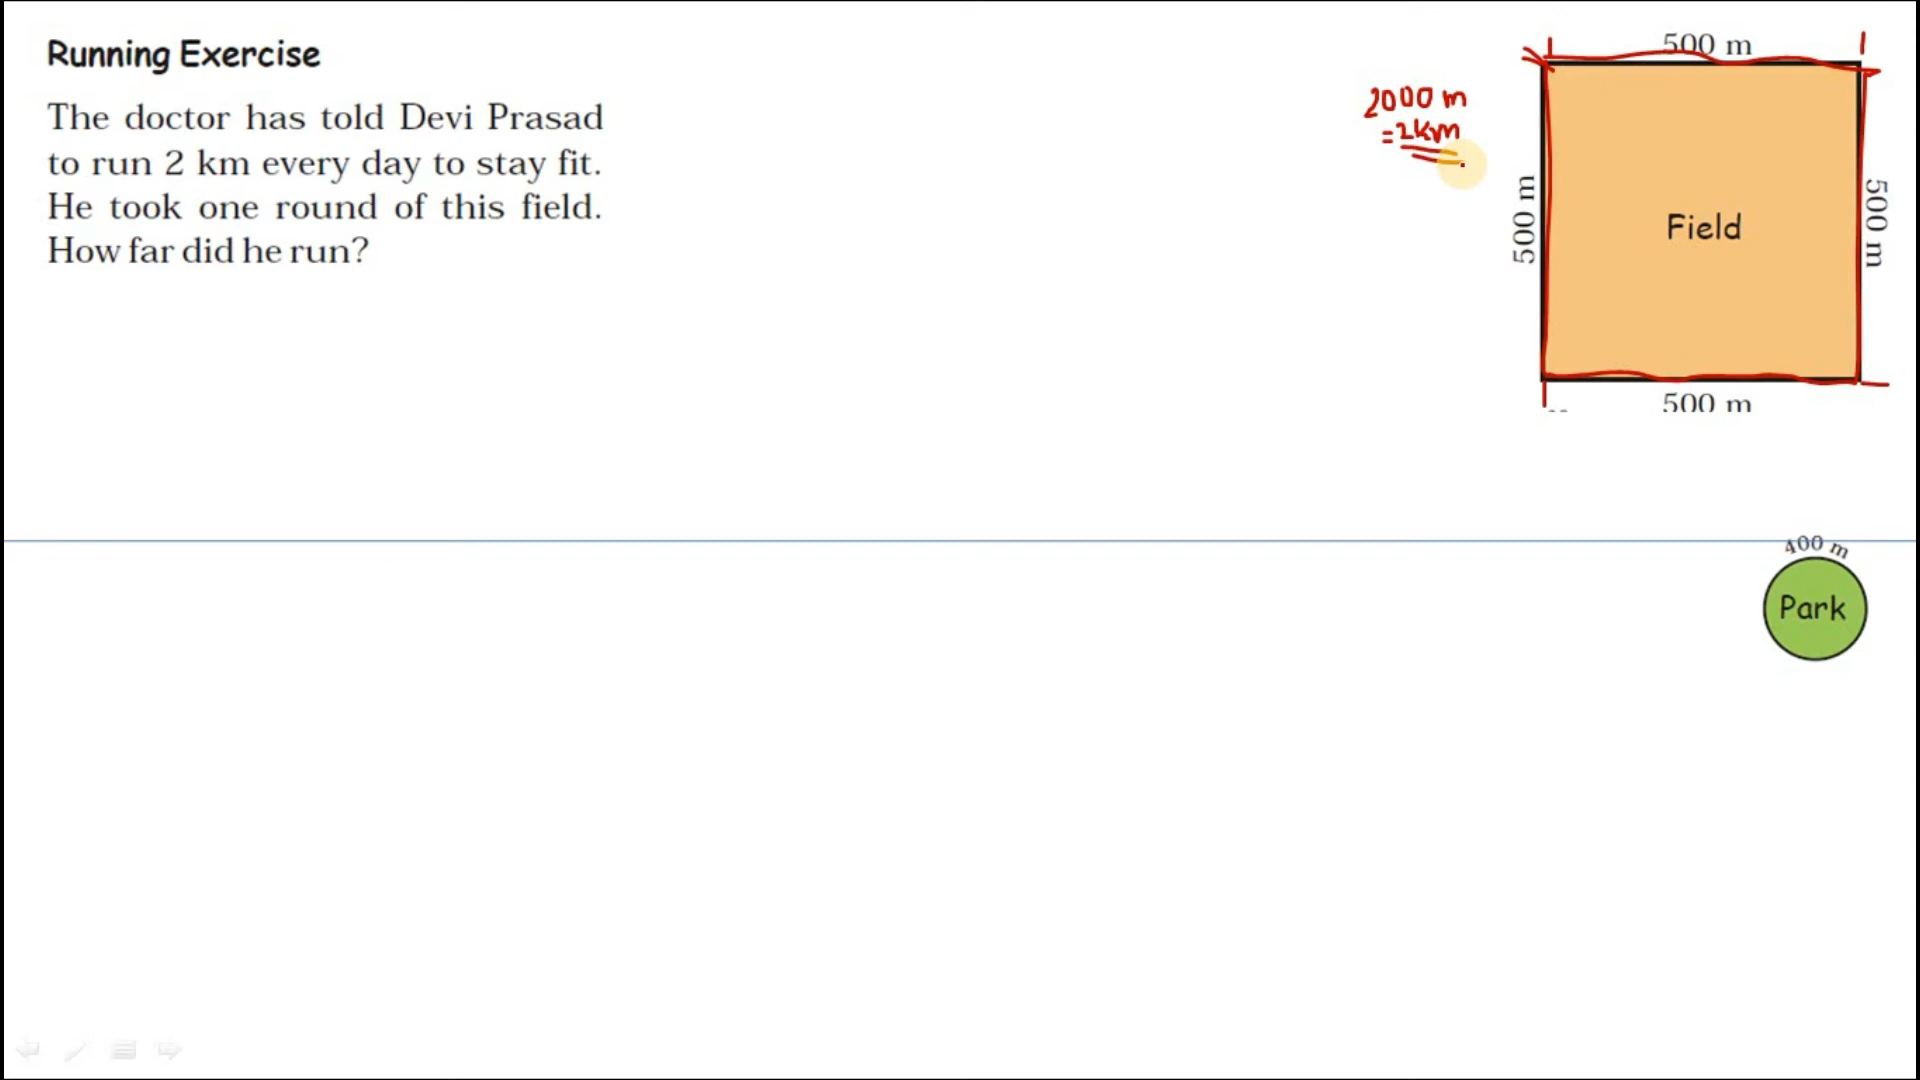 Running Exercise
The doctor has told Devi Prasad
to run 2 km every day to stay fit.
He took one round of this field.
How far did he run?
500 m
2000 m
=2km
500 m
Field
500 m
500 m
400 m
Park